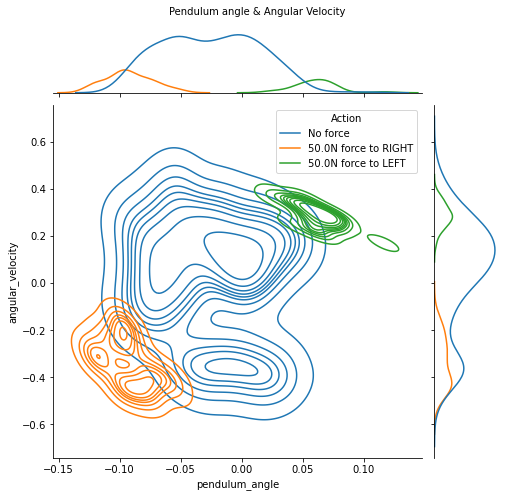 Pendulum angle & Angular Velocity
Action
No force
50.0N force to RIGHT
50.0N force to LEFT
angular_velocity
0.6
0.4
0.2
0.0
−0.2
−0.4
−0.6
−0.15
−0.10
−0.05
0.00
0.05
0.10
pendulum_angle